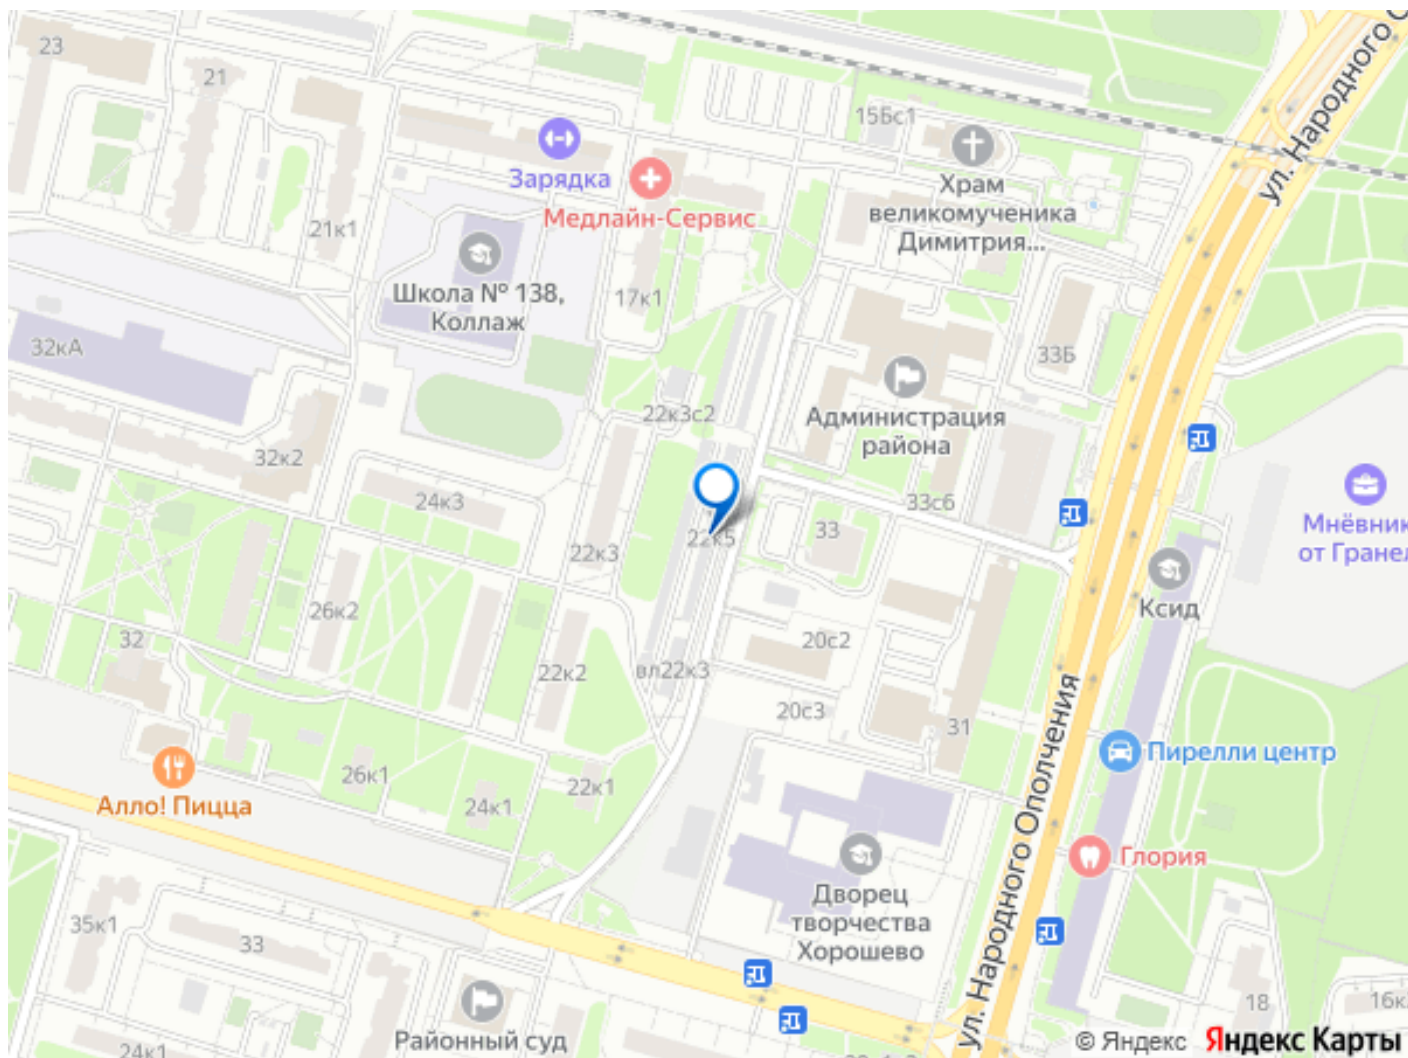 23
21
15Бс1
ул. Народного О
Зарядка
Медлайн-Сервис
Храм
великомученика
Димитрия...
21к1
Школа № 138,
Коллаж
17к1
32кА
33Б
22к3с2
Администрация
района
32к2
24к3
33с6
Мнёвник
от Гранел
22к5
33
22к3
Ксид
26к2
32
20с2
22к2
вл22к3
20с3
31
Пирелли центр
26к1
24к1
22к1
Алло! Пицца
ул. Народного Ополчения
Глория
Дворец
творчества
Хорошево
35к1
33
18
16к
Районный суд
24к1
© Яндекс Яндекс Карты